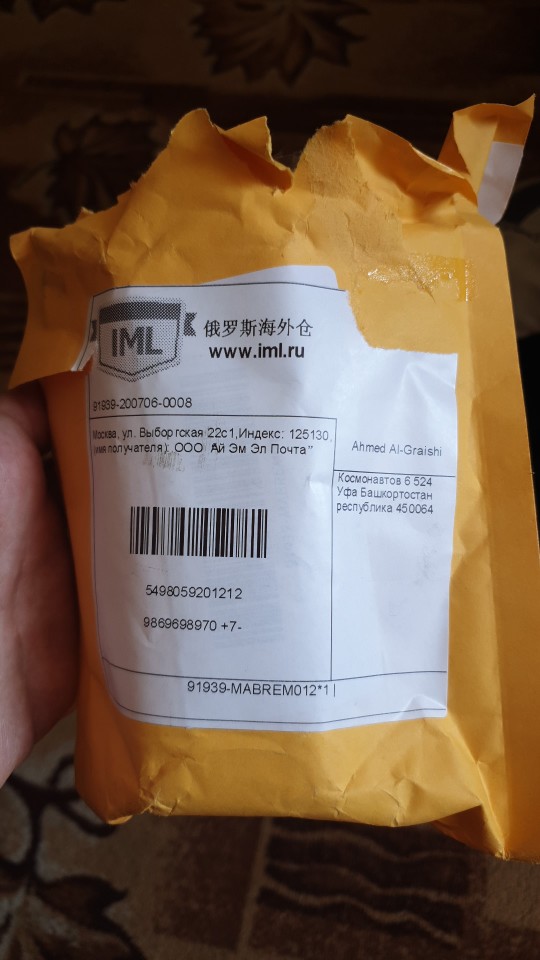 IML
俄罗斯海外仓
www.iml.ru
91939-200706-0008
Москва, ул. Выборгская 22с1,Индекс: 125130,
(имя получателя): ООО "Ай Эм Эл Почта"
Ahmed Al-Graishi
Космонавтов 6 524
Уфа Башкортостан
республика 450064
5498059201212
9869698970 +7-
91939-MABREM012*1